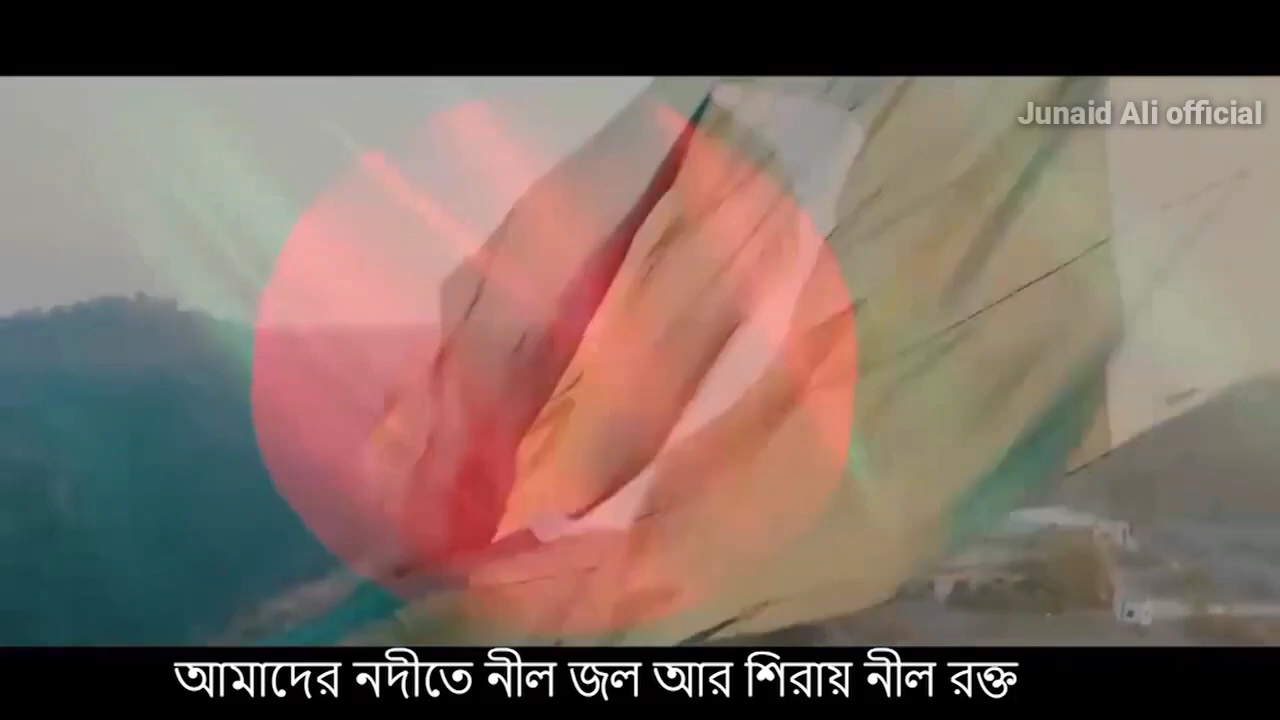 Junaid Ali official
আমাদের নদীতে নীল জল আর শিরায় নীল রক্ত